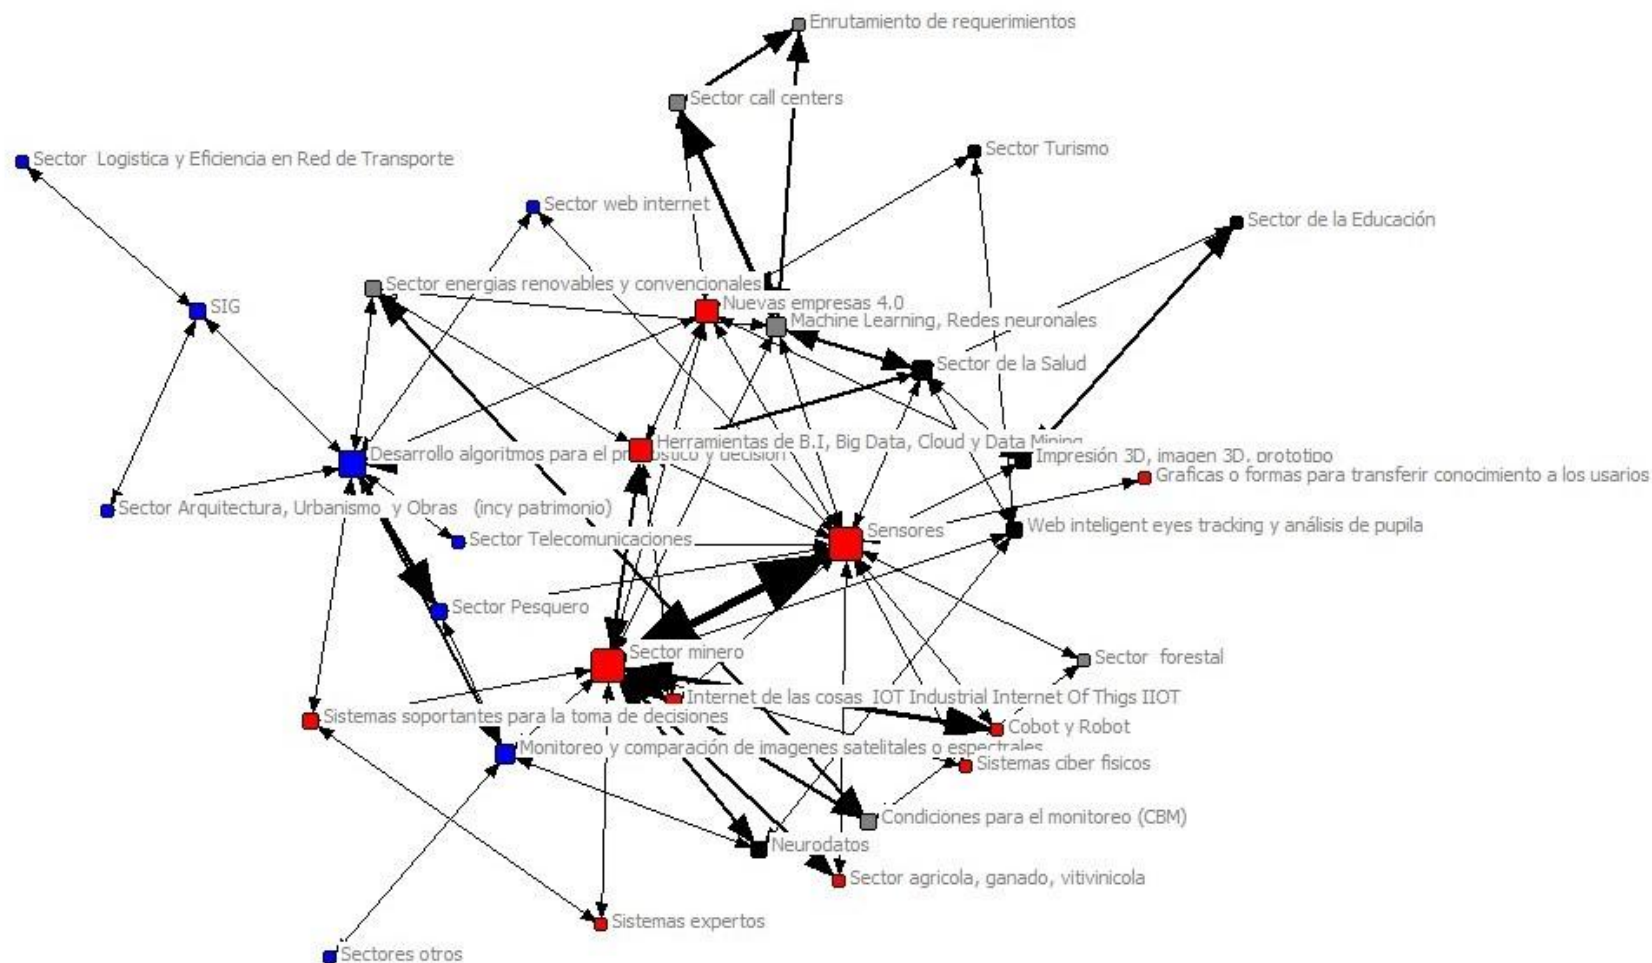 Enrutamiento de requerimientos
Sector call centers
Sector Turismo
Sector Logistica y Eficiencia en Red de Transporte
Sector web internet
Sector de la Educación
Sector energias renovables y convencionales
Nuevas empresas 4.0
SIG
Machine Learning, Redes neuronales
Sector de la Salud
Herramientas de B.I, Big Data, Cloud y Data Mining
Desarrollo algoritmos para el pronostico y decisión
Impresión 3D, imagen 3D, prototipo
Graficas o formas para transferir conocimiento a los usarios
Sector Arquitectura, Urbanismo y Obras (incy patrimonio)
Web inteligent eyes tracking y análisis de pupila
Sensores
Sector Telecomunicaciones
Sector Pesquero
Sector minero
Sector forestal
Internet de las cosas IOT Industrial Internet Of Thigs IIOT
Sistemas soportantes para la toma de decisiones
Cobot y Robot
Monitoreo y comparación de imagenes satelitales o espectrales
Sistemas ciber fisicos
Condiciones para el monitoreo (CBM)
Neurodatos
Sector agricola, ganado, vitivinicola
Sistemas expertos
Sectores otros